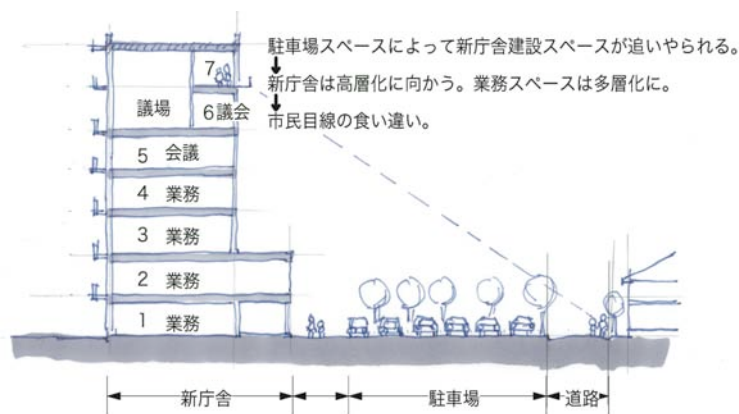 駐車場スペースによって新庁舎建設スペースが追いやられる。
新庁舎は高層化に向かう。業務スペースは多層化に。
市民目線の食い違い。
7
議場
6議会
5 会議
4 業務
3 業務
2 業務
1 業務
新庁舎
駐車場
道路